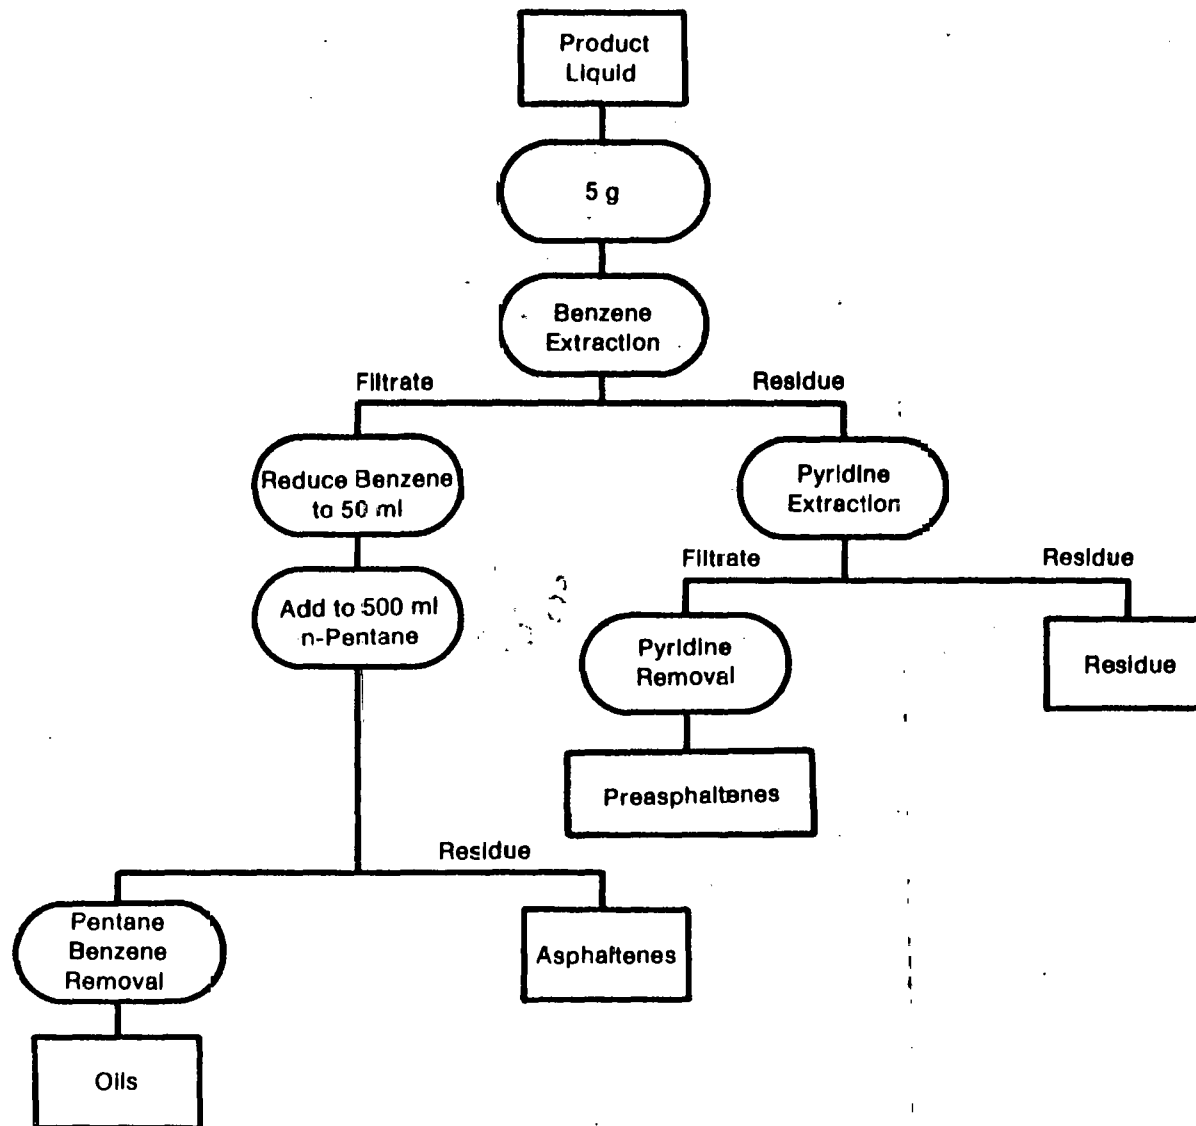 Product
Liquid
5 g
Benzene
Extraction
Filtrate
Residue
Reduce Benzene
to 50 ml
Pyridine
Extraction
Filtrate
Residue
Add to 500 ml
n-Pentane
Pyridine
Removal
Residue
Preasphaltenes
Residue
Pentane
Benzene
Removal
Asphaltenes
Oils